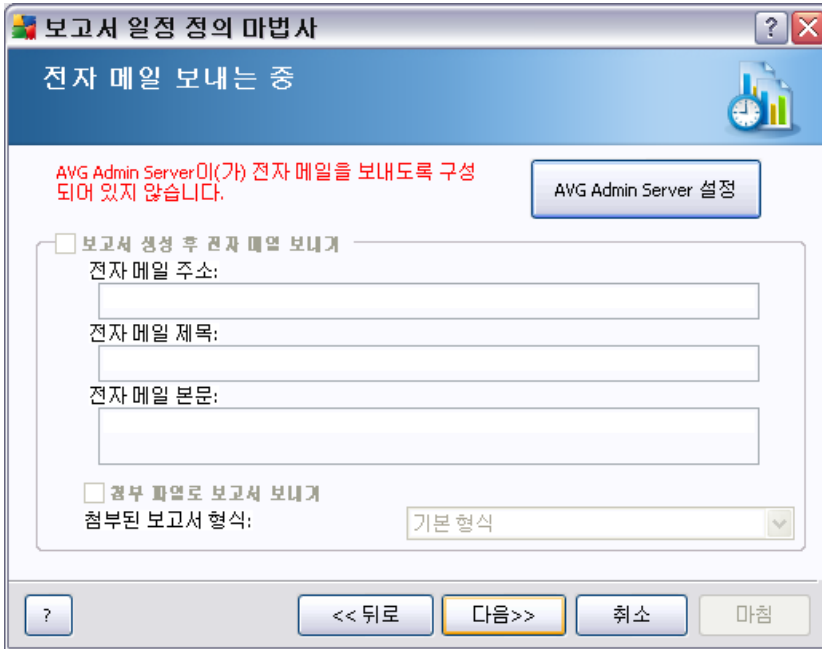 보고서 일정 정의 마법사
?
전자 메일 보내는 중
AVG Admin Server이(가) 전자 메일을 보내도록 구성
되어 있지 않습니다.
AVG Admin Server 설정
보고서 생성 후 전자 메일 보내기
전자 메일 주소:
전자 메일 제목:
전자 메일 본문:
첨부 파일로 보고서 보내기
첨부된 보고서 형식:
기본 형식
?
<< 뒤로
다음>>
취소
마침